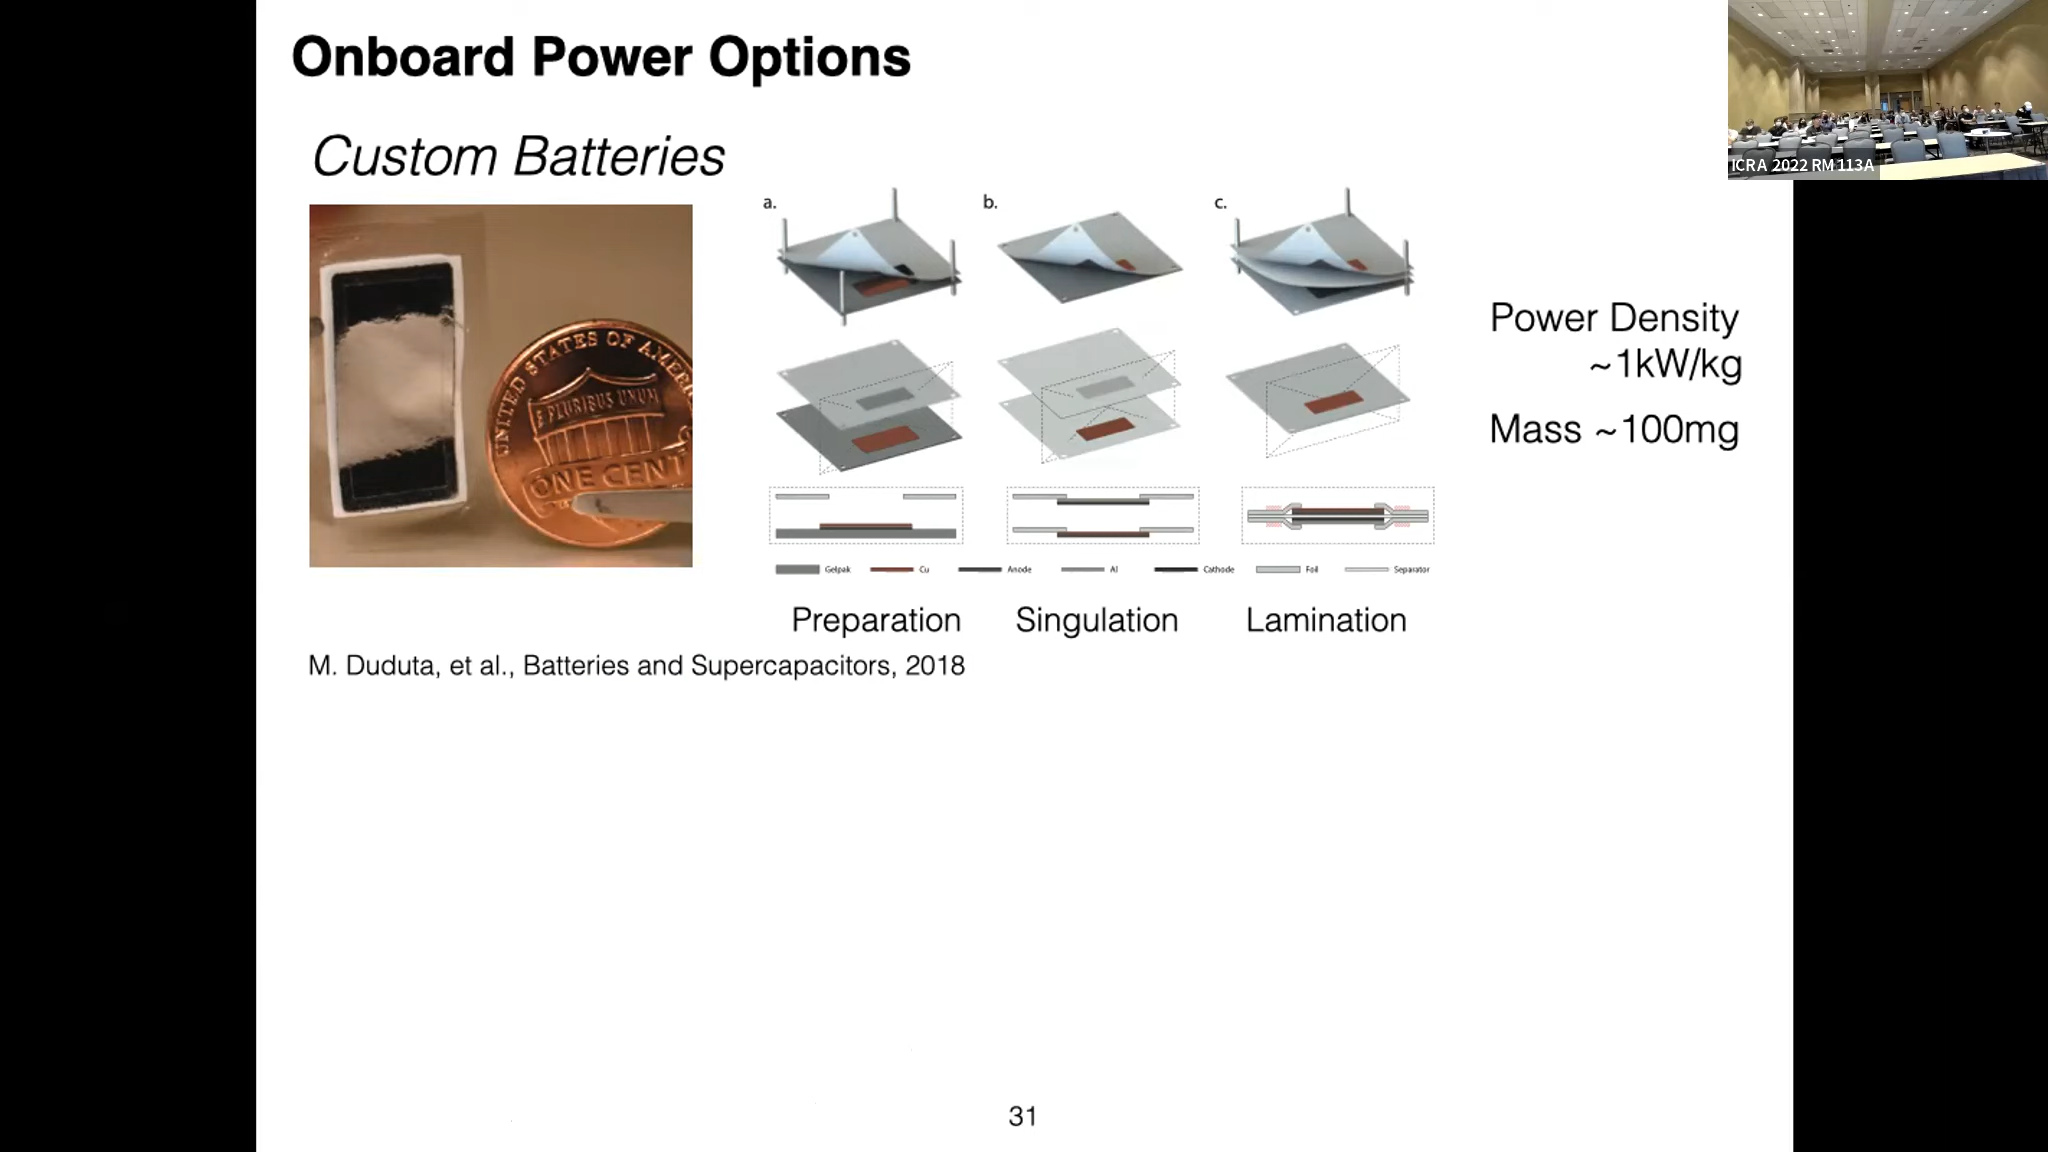 Onboard Power Options
Custom Batteries
ICRA 2022 RM 113A
UNITED STATES OF AMER
E PLURIBUS UNUM
ONE CENT
a.
b.
c.
Power Density
~1kW/kg
Mass ~100mg
Gelpak
Cu
Anode
Al
Cathode
Foil
Separator
Preparation
Singulation
Lamination
M. Duduta, et al., Batteries and Supercapacitors, 2018
31